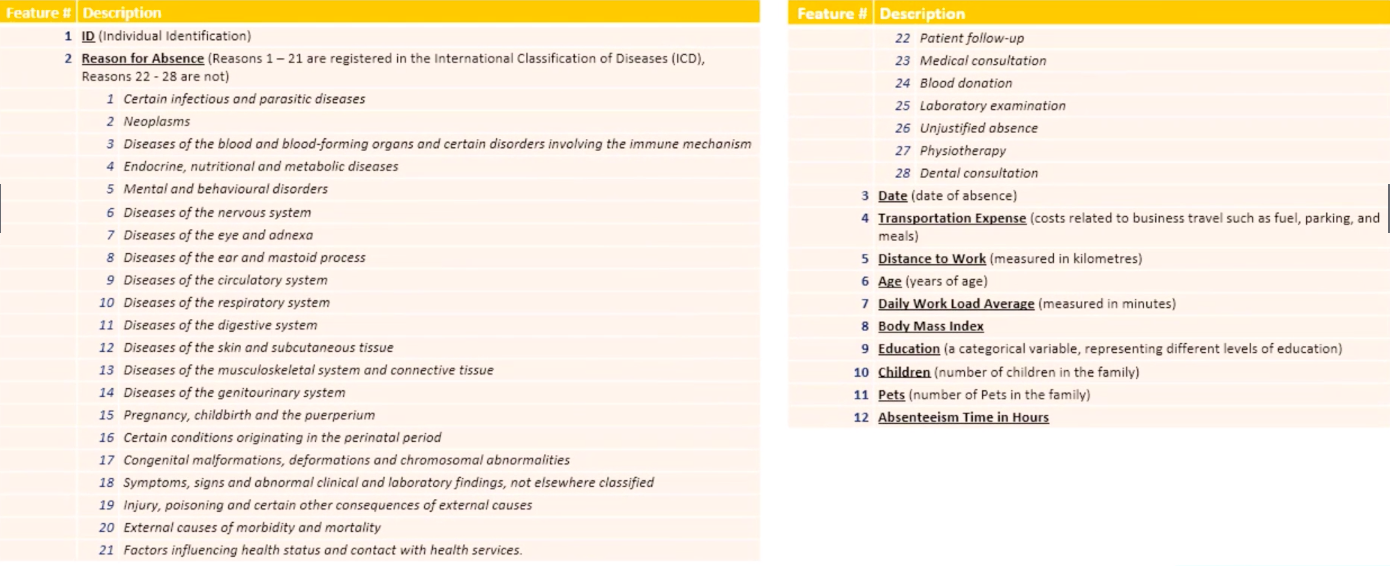 Feature # Description
1 ID (Individual Identification)
2 Reason for Absence (Reasons 1 – 21 are registered in the International Classification of Diseases (ICD),
Reasons 22 - 28 are not)
1 Certain infectious and parasitic diseases
2 Neoplasms
3 Diseases of the blood and blood-forming organs and certain disorders involving the immune mechanism
4 Endocrine, nutritional and metabolic diseases
5 Mental and behavioural disorders
6 Diseases of the nervous system
7 Diseases of the eye and adnexa
8 Diseases of the ear and mastoid process
9 Diseases of the circulatory system
10 Diseases of the respiratory system
11 Diseases of the digestive system
12 Diseases of the skin and subcutaneous tissue
13 Diseases of the musculoskeletal system and connective tissue
14 Diseases of the genitourinary system
15 Pregnancy, childbirth and the puerperium
16 Certain conditions originating in the perinatal period
17 Congenital malformations, deformations and chromosomal abnormalities
18 Symptoms, signs and abnormal clinical and laboratory findings, not elsewhere classified
19 Injury, poisoning and certain other consequences of external causes
20 External causes of morbidity and mortality
21 Factors influencing health status and contact with health services.
Feature # Description
22 Patient follow-up
23 Medical consultation
24 Blood donation
25 Laboratory examination
26 Unjustified absence
27 Physiotherapy
28 Dental consultation
3 Date (date of absence)
4 Transportation Expense (costs related to business travel such as fuel, parking, and
meals)
5 Distance to Work (measured in kilometres)
6 Age (years of age)
7 Daily Work Load Average (measured in minutes)
8 Body Mass Index
9 Education (a categorical variable, representing different levels of education)
10 Children (number of children in the family)
11 Pets (number of Pets in the family)
12 Absenteeism Time in Hours